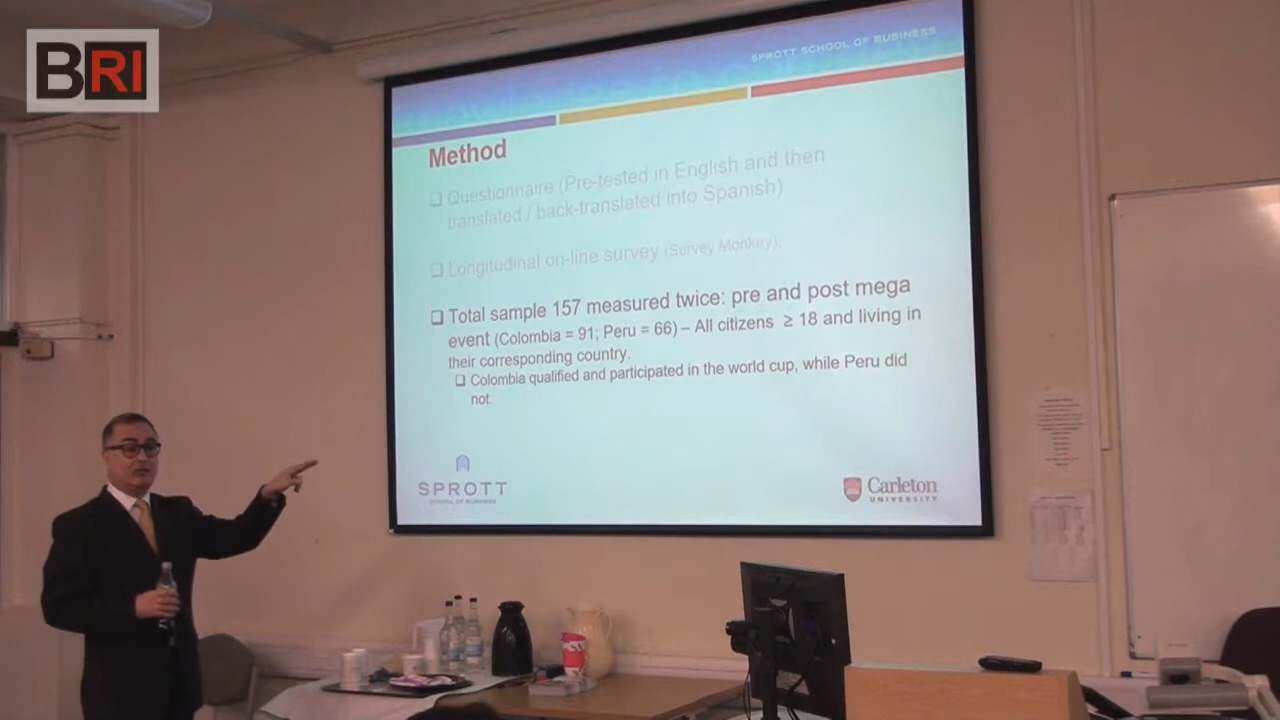 BRI
SPROTT SCHOOL OF BUSINESS
Method
❑ Questionnaire (Pre-tested in English and then
translated / back-translated into Spanish)
❑ Longitudinal on-line survey (Survey Monkey).
❑ Total sample 157 measured twice: pre and post mega
event (Colombia = 91; Peru = 66) – All citizens ≥ 18 and living in
their corresponding country.
❑ Colombia qualified and participated in the world cup, while Peru did
not.
SPROTT
SCHOOL OF BUSINESS
Carleton
UNIVERSITY